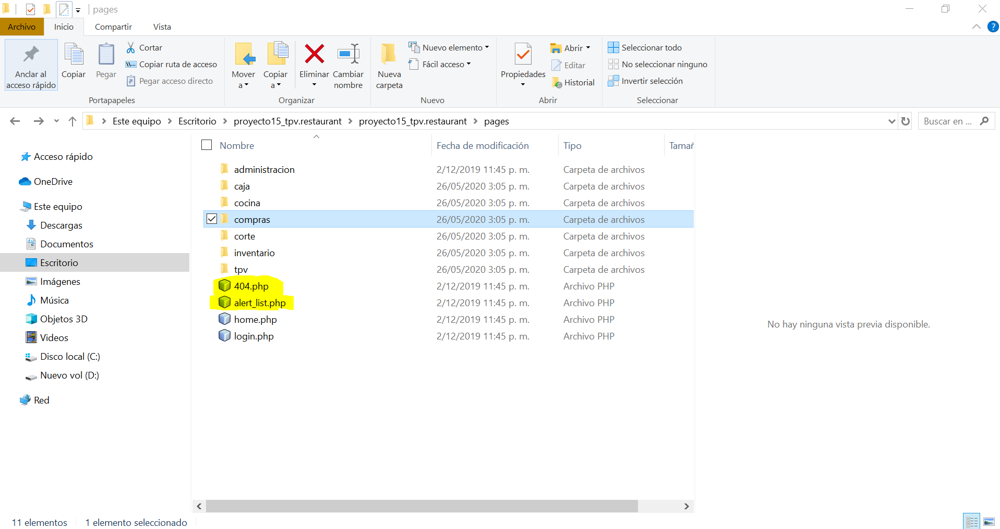 pages
Archivo Inicio Compartir Vista
Anclar al acceso rápido
Copiar
Pegar
Cortar
Copiar ruta de acceso
Pegar acceso directo
Portapapeles
Mover a
Copiar a
Eliminar
Cambiar nombre
Organizar
Nueva carpeta
Nuevo elemento
Fácil acceso
Nuevo
Propiedades
Abrir
Editar
Historial
Abrir
Seleccionar todo
No seleccionar ninguno
Invertir selección
Seleccionar
Este equipo > Escritorio > proyecto15_tpv.restaurant > proyecto15_tpv.restaurant > pages
Buscar en ...
Acceso rápido
OneDrive
Este equipo
Descargas
Documentos
Escritorio
Imágenes
Música
Objetos 3D
Videos
Disco local (C:)
Nuevo vol (D:)
Red
Nombre Fecha de modificación Tipo Tamañ
administracion 2/12/2019 11:45 p. m. Carpeta de archivos
caja 26/05/2020 3:05 p. m. Carpeta de archivos
cocina 26/05/2020 3:05 p. m. Carpeta de archivos
compras 26/05/2020 3:05 p. m. Carpeta de archivos
corte 26/05/2020 3:05 p. m. Carpeta de archivos
inventario 26/05/2020 3:05 p. m. Carpeta de archivos
tpv 26/05/2020 3:05 p. m. Carpeta de archivos
404.php 2/12/2019 11:45 p. m. Archivo PHP
alert_list.php 2/12/2019 11:45 p. m. Archivo PHP
home.php 2/12/2019 11:45 p. m. Archivo PHP
login.php 2/12/2019 11:45 p. m. Archivo PHP
No hay ninguna vista previa disponible.
11 elementos 1 elemento seleccionado